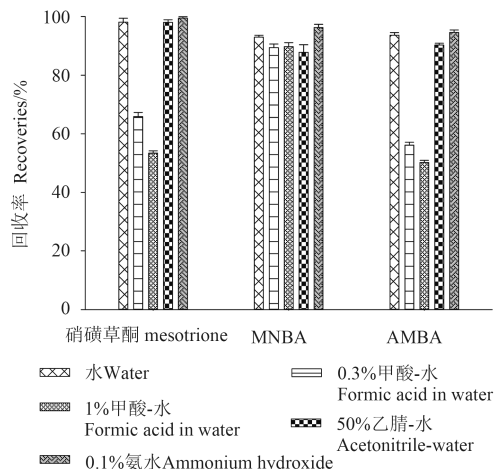 回收率 Recoveries/%
100
80
60
40
20
0
硝磺草酮 mesotrione MNBA AMBA
水Water
0.3%甲酸-水
Formic acid in water
1%甲酸-水
Formic acid in water
50%乙腈-水
Acetonitrile-water
0.1%氨水Ammonium hydroxide